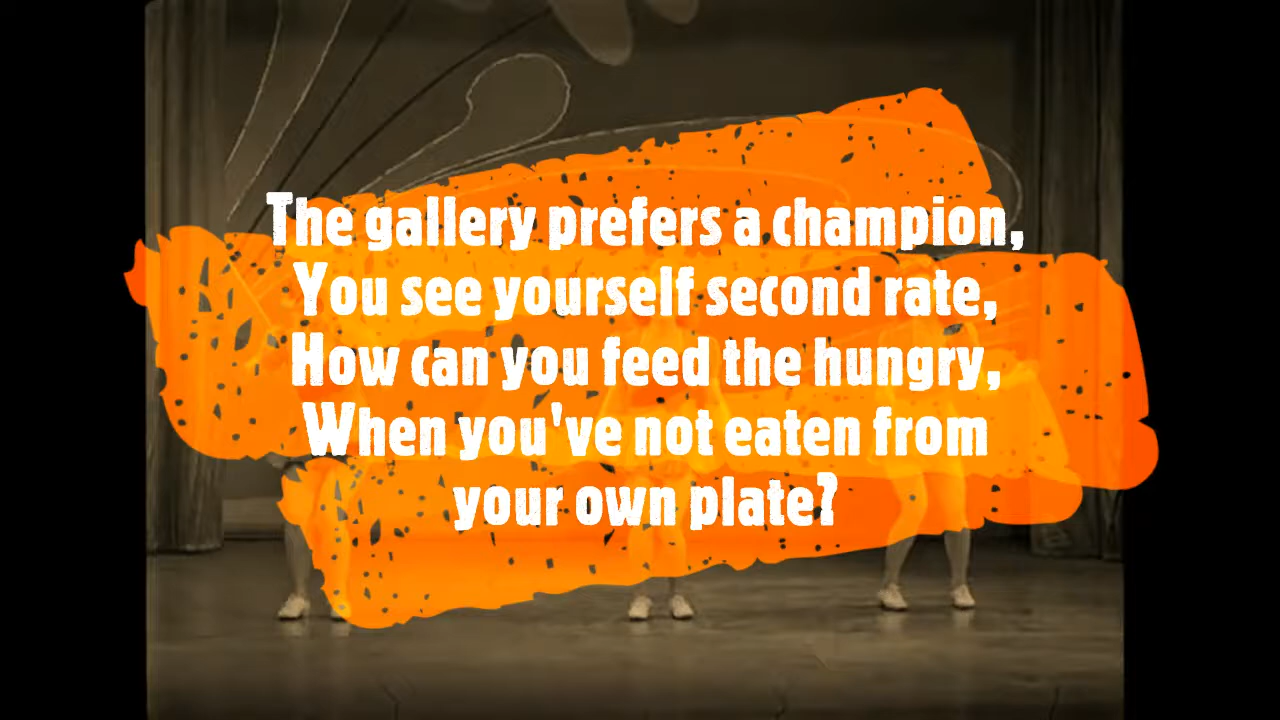 The gallery prefers a champion,
You see yourself second rate,
How can you feed the hungry,
When you've not eaten from
your own plate?